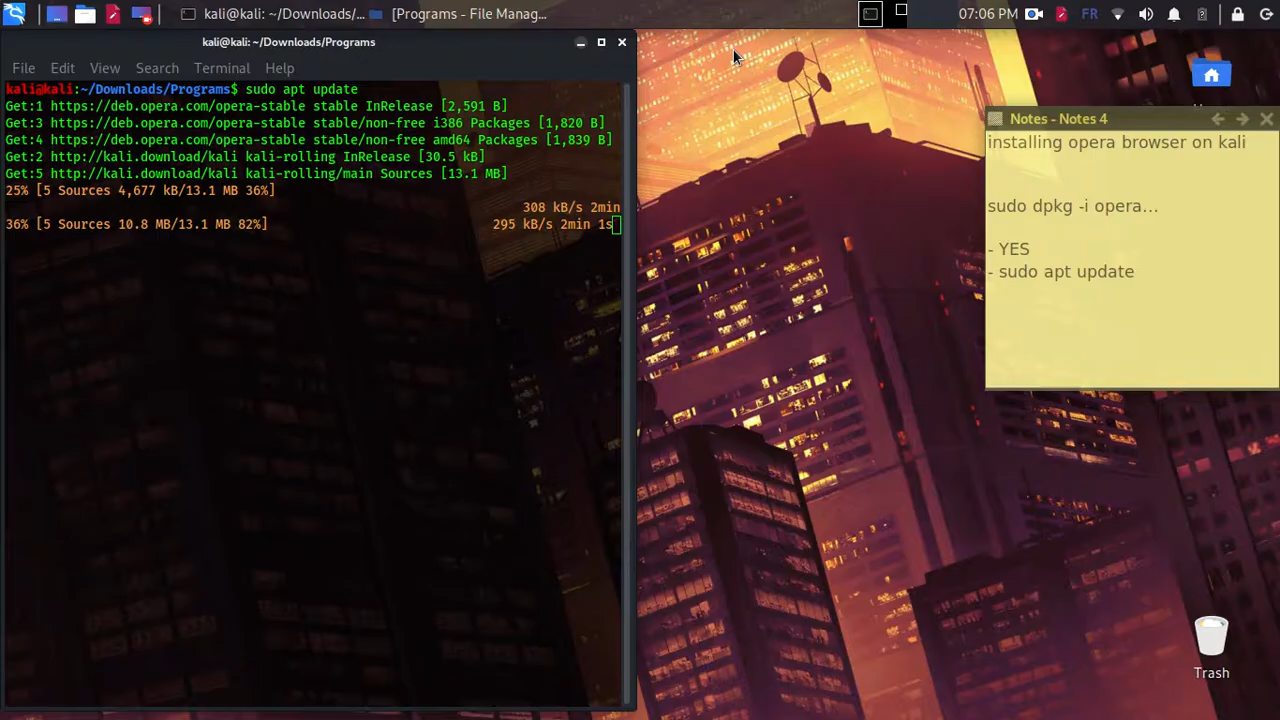 kali@kali: ~/Downloads/...
[Programs - File Manag...
07:06 PM
FR
kali@kali:~/Downloads/Programs
File Edit View Search Terminal Help
kali@kali:~/Downloads/Programs$ sudo apt update
Get:1 https://deb.opera.com/opera-stable stable InRelease [2,591 B]
Get:3 https://deb.opera.com/opera-stable stable/non-free i386 Packages [1,820 B]
Get:4 https://deb.opera.com/opera-stable stable/non-free amd64 Packages [1,839 B]
Get:2 http://kali.download/kali kali-rolling InRelease [30.5 kB]
Get:5 http://kali.download/kali kali-rolling/main Sources [13.1 MB]
25% [5 Sources 4,677 kB/13.1 MB 36%]
308 kB/s 2min
36% [5 Sources 10.8 MB/13.1 MB 82%] 295 kB/s 2min 1s
Notes - Notes 4
installing opera browser on kali
sudo dpkg -i opera...
- YES
- sudo apt update
Trash